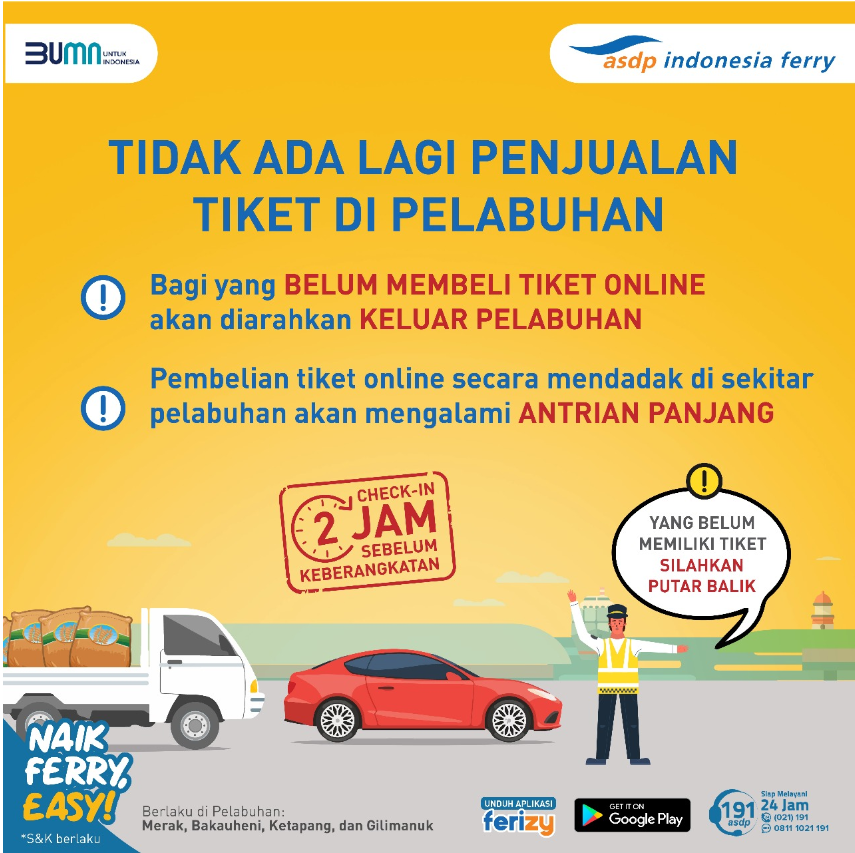 BUMN UNTUK
INDONESIA
asdp indonesia ferry
TIDAK ADA LAGI PENJUALAN
TIKET DI PELABUHAN
! Bagi yang BELUM MEMBELI TIKET ONLINE
akan diarahkan KELUAR PELABUHAN
! Pembelian tiket online secara mendadak di sekitar
pelabuhan akan mengalami ANTRIAN PANJANG
CHECK-IN
2 JAM
SEBELUM
KEBERANGKATAN
!
YANG BELUM
MEMILIKI TIKET
SILAHKAN
PUTAR BALIK
NAIK
FERRY,
EASY!
*S&K berlaku
Berlaku di Pelabuhan:
Merak, Bakauheni, Ketapang, dan Gilimanuk
UNDUH APLIKASI
ferizy
GET IT ON
Google Play
191
asdp
Siap Melayani
24 Jam
(021) 191
0811 1021 191